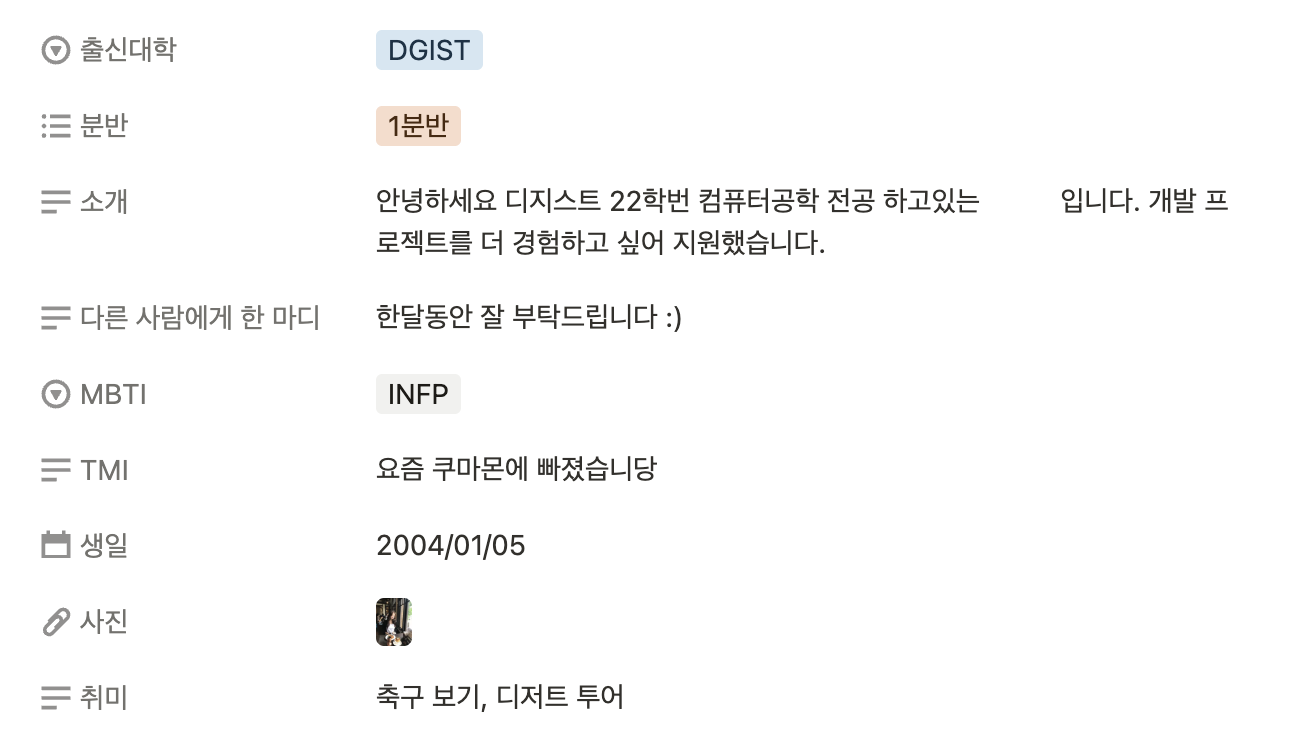 출신대학 DGIST
분반 1분반
소개 안녕하세요 디지스트 22학번 컴퓨터공학 전공 하고있는 입니다. 개발 프
로젝트를 더 경험하고 싶어 지원했습니다.
다른 사람에게 한 마디 한달동안 잘 부탁드립니다 :)
MBTI INFP
TMI 요즘 쿠마몬에 빠졌습니당
생일 2004/01/05
사진
취미 축구 보기, 디저트 투어